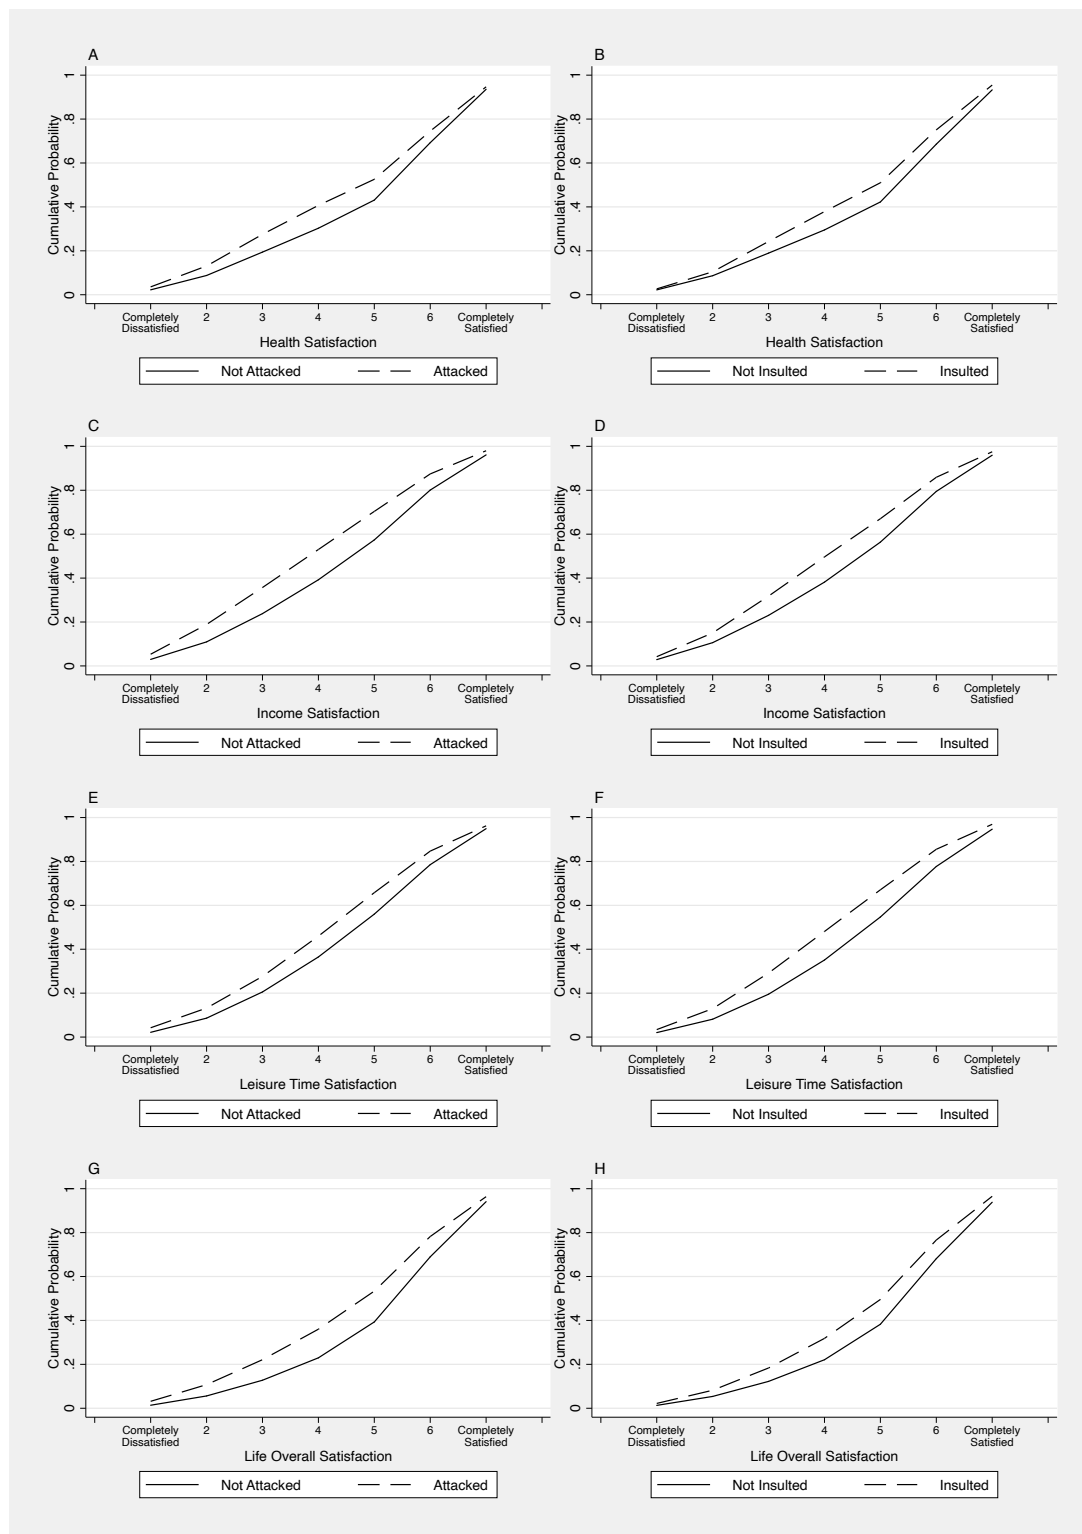 A
Cumulative Probability
1
.8
.6
.4
.2
0
Completely Dissatisfied 2 3 4 5 6 Completely Satisfied
Health Satisfaction
Not Attacked Attacked
B
Cumulative Probability
1
.8
.6
.4
.2
0
Completely Dissatisfied 2 3 4 5 6 Completely Satisfied
Health Satisfaction
Not Insulted Insulted
C
Cumulative Probability
1
.8
.6
.4
.2
0
Completely Dissatisfied 2 3 4 5 6 Completely Satisfied
Income Satisfaction
Not Attacked Attacked
D
Cumulative Probability
1
.8
.6
.4
.2
0
Completely Dissatisfied 2 3 4 5 6 Completely Satisfied
Income Satisfaction
Not Insulted Insulted
E
Cumulative Probability
1
.8
.6
.4
.2
0
Completely Dissatisfied 2 3 4 5 6 Completely Satisfied
Leisure Time Satisfaction
Not Attacked Attacked
F
Cumulative Probability
1
.8
.6
.4
.2
0
Completely Dissatisfied 2 3 4 5 6 Completely Satisfied
Leisure Time Satisfaction
Not Insulted Insulted
G
Cumulative Probability
1
.8
.6
.4
.2
0
Completely Dissatisfied 2 3 4 5 6 Completely Satisfied
Life Overall Satisfaction
Not Attacked Attacked
H
Cumulative Probability
1
.8
.6
.4
.2
0
Completely Dissatisfied 2 3 4 5 6 Completely Satisfied
Life Overall Satisfaction
Not Insulted Insulted